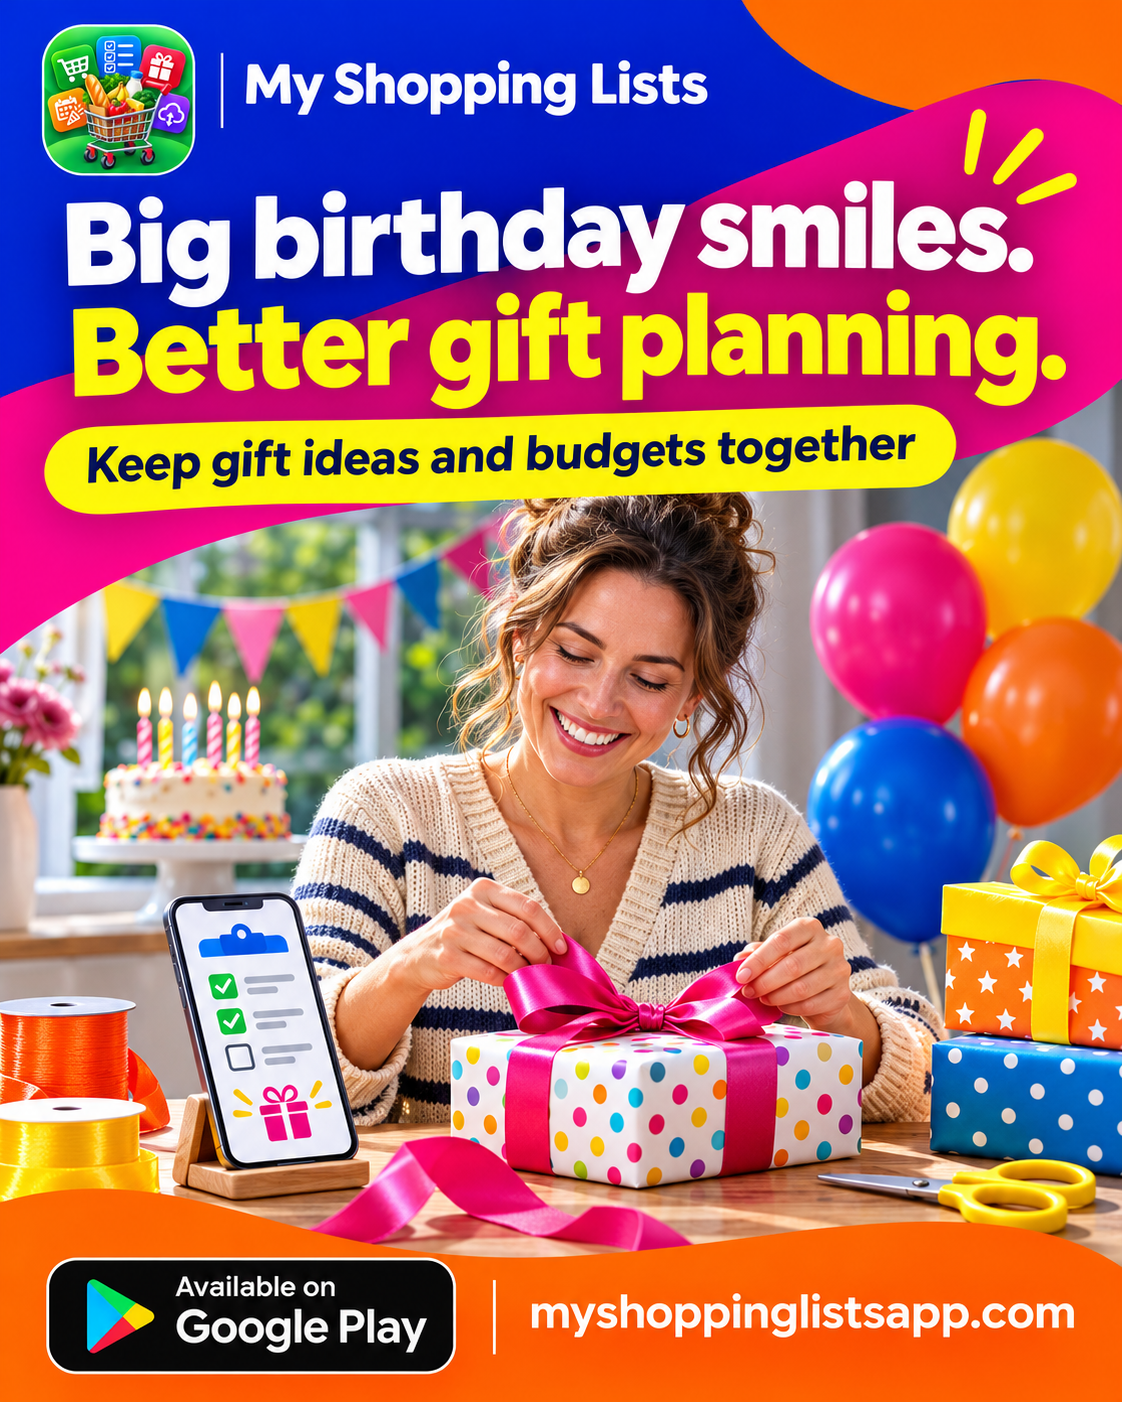 My Shopping Lists
Big birthday smiles.
Better gift planning.
Keep gift ideas and budgets together
Available on
Google Play
myshoppinglistsapp.com